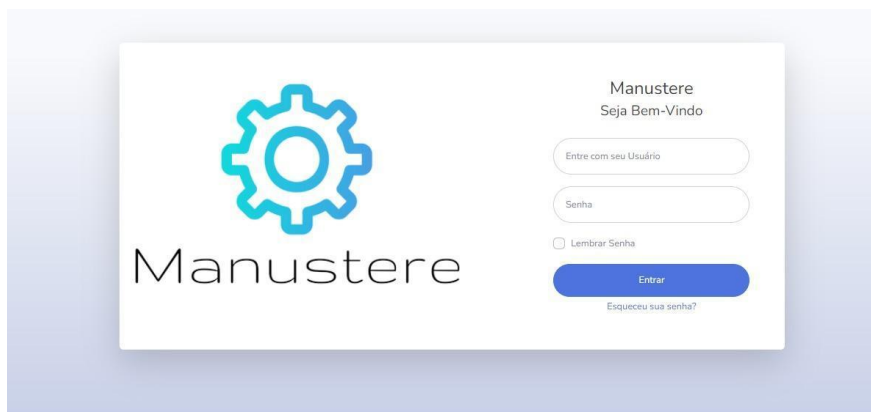 Manustere
Manustere
Seja Bem-Vindo
Entre com seu Usuário
Senha
Lembrar Senha
Entrar
Esqueceu sua senha?